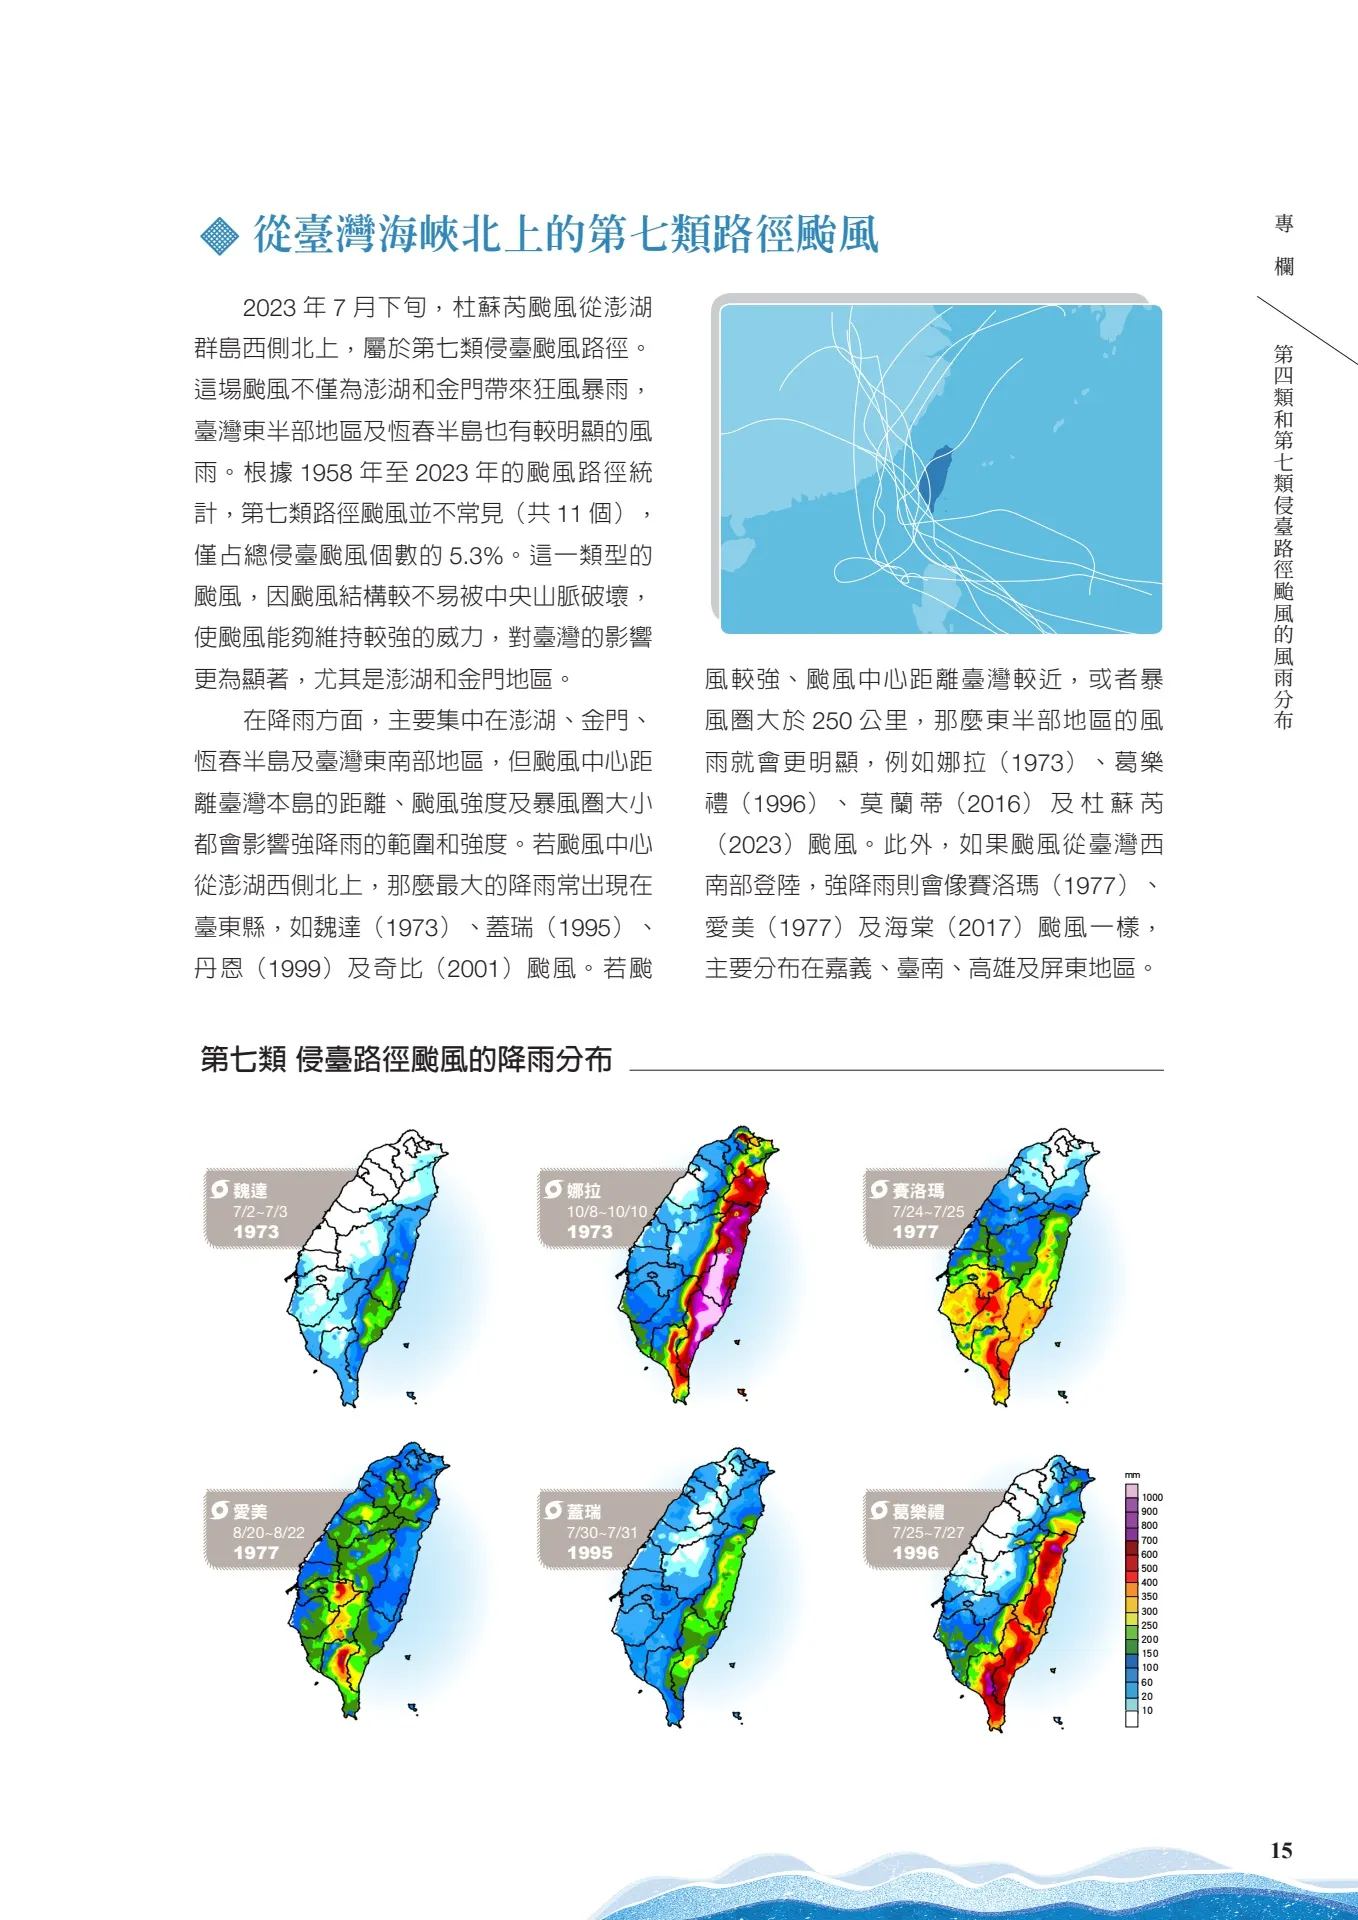 從臺灣海峽北上的第七類路徑颱風
2023 年 7 月下旬，杜蘇芮颱風從澎湖
群島西側北上，屬於第七類侵臺颱風路徑。
這場颱風不僅為澎湖和金門帶來狂風暴雨，
臺灣東半部地區及恆春半島也有較明顯的風
雨。根據 1958 年至 2023 年的颱風路徑統
計，第七類路徑颱風並不常見（共 11 個），
僅占總侵臺颱風個數的 5.3%。這一類型的
颱風，因颱風結構較不易被中央山脈破壞，
使颱風能夠維持較強的威力，對臺灣的影響
更為顯著，尤其是澎湖和金門地區。
在降雨方面，主要集中在澎湖、金門、
恆春半島及臺灣東南部地區，但颱風中心距
離臺灣本島的距離、颱風強度及暴風圈大小
都會影響強降雨的範圍和強度。若颱風中心
從澎湖西側北上，那麼最大的降雨常出現在
臺東縣，如魏達（1973）、蓋瑞（1995）、
丹恩（1999）及奇比（2001）颱風。若颱
風較強、颱風中心距離臺灣較近，或者暴
風圈大於 250 公里，那麼東半部地區的風
雨就會更明顯，例如娜拉（1973）、葛樂
禮（1996）、莫蘭蒂（2016）及杜蘇芮
（2023）颱風。此外，如果颱風從臺灣西
南部登陸，強降雨則會像賽洛瑪（1977）、
愛美（1977）及海棠（2017）颱風一樣，
主要分布在嘉義、臺南、高雄及屏東地區。
專欄
第四類和第七類侵臺路徑颱風的風雨分布
第七類 侵臺路徑颱風的降雨分布
魏達
7/2~7/3
1973
娜拉
10/8~10/10
1973
賽洛瑪
7/24~7/25
1977
愛美
8/20~8/22
1977
蓋瑞
7/30~7/31
1995
葛樂禮
7/25~7/27
1996
mm
1000
900
800
700
600
500
400
350
300
250
200
150
100
60
20
10
15